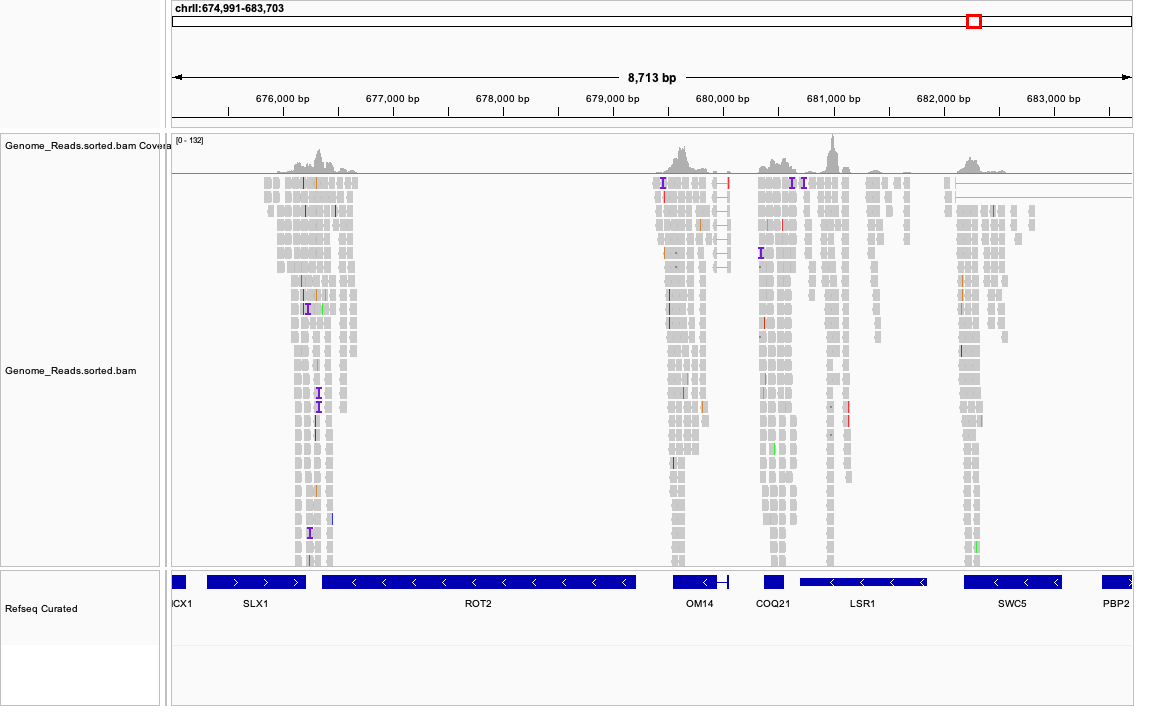 chrII:674,991-683,703
8,713 bp
676,000 bp 677,000 bp 678,000 bp 679,000 bp 680,000 bp 681,000 bp 682,000 bp 683,000 bp
Genome_Reads.sorted.bam Covera
[0 - 132]
Genome_Reads.sorted.bam
Refseq Curated
ICX1 SLX1 ROT2 OM14 COQ21 LSR1 SWC5 PBP2